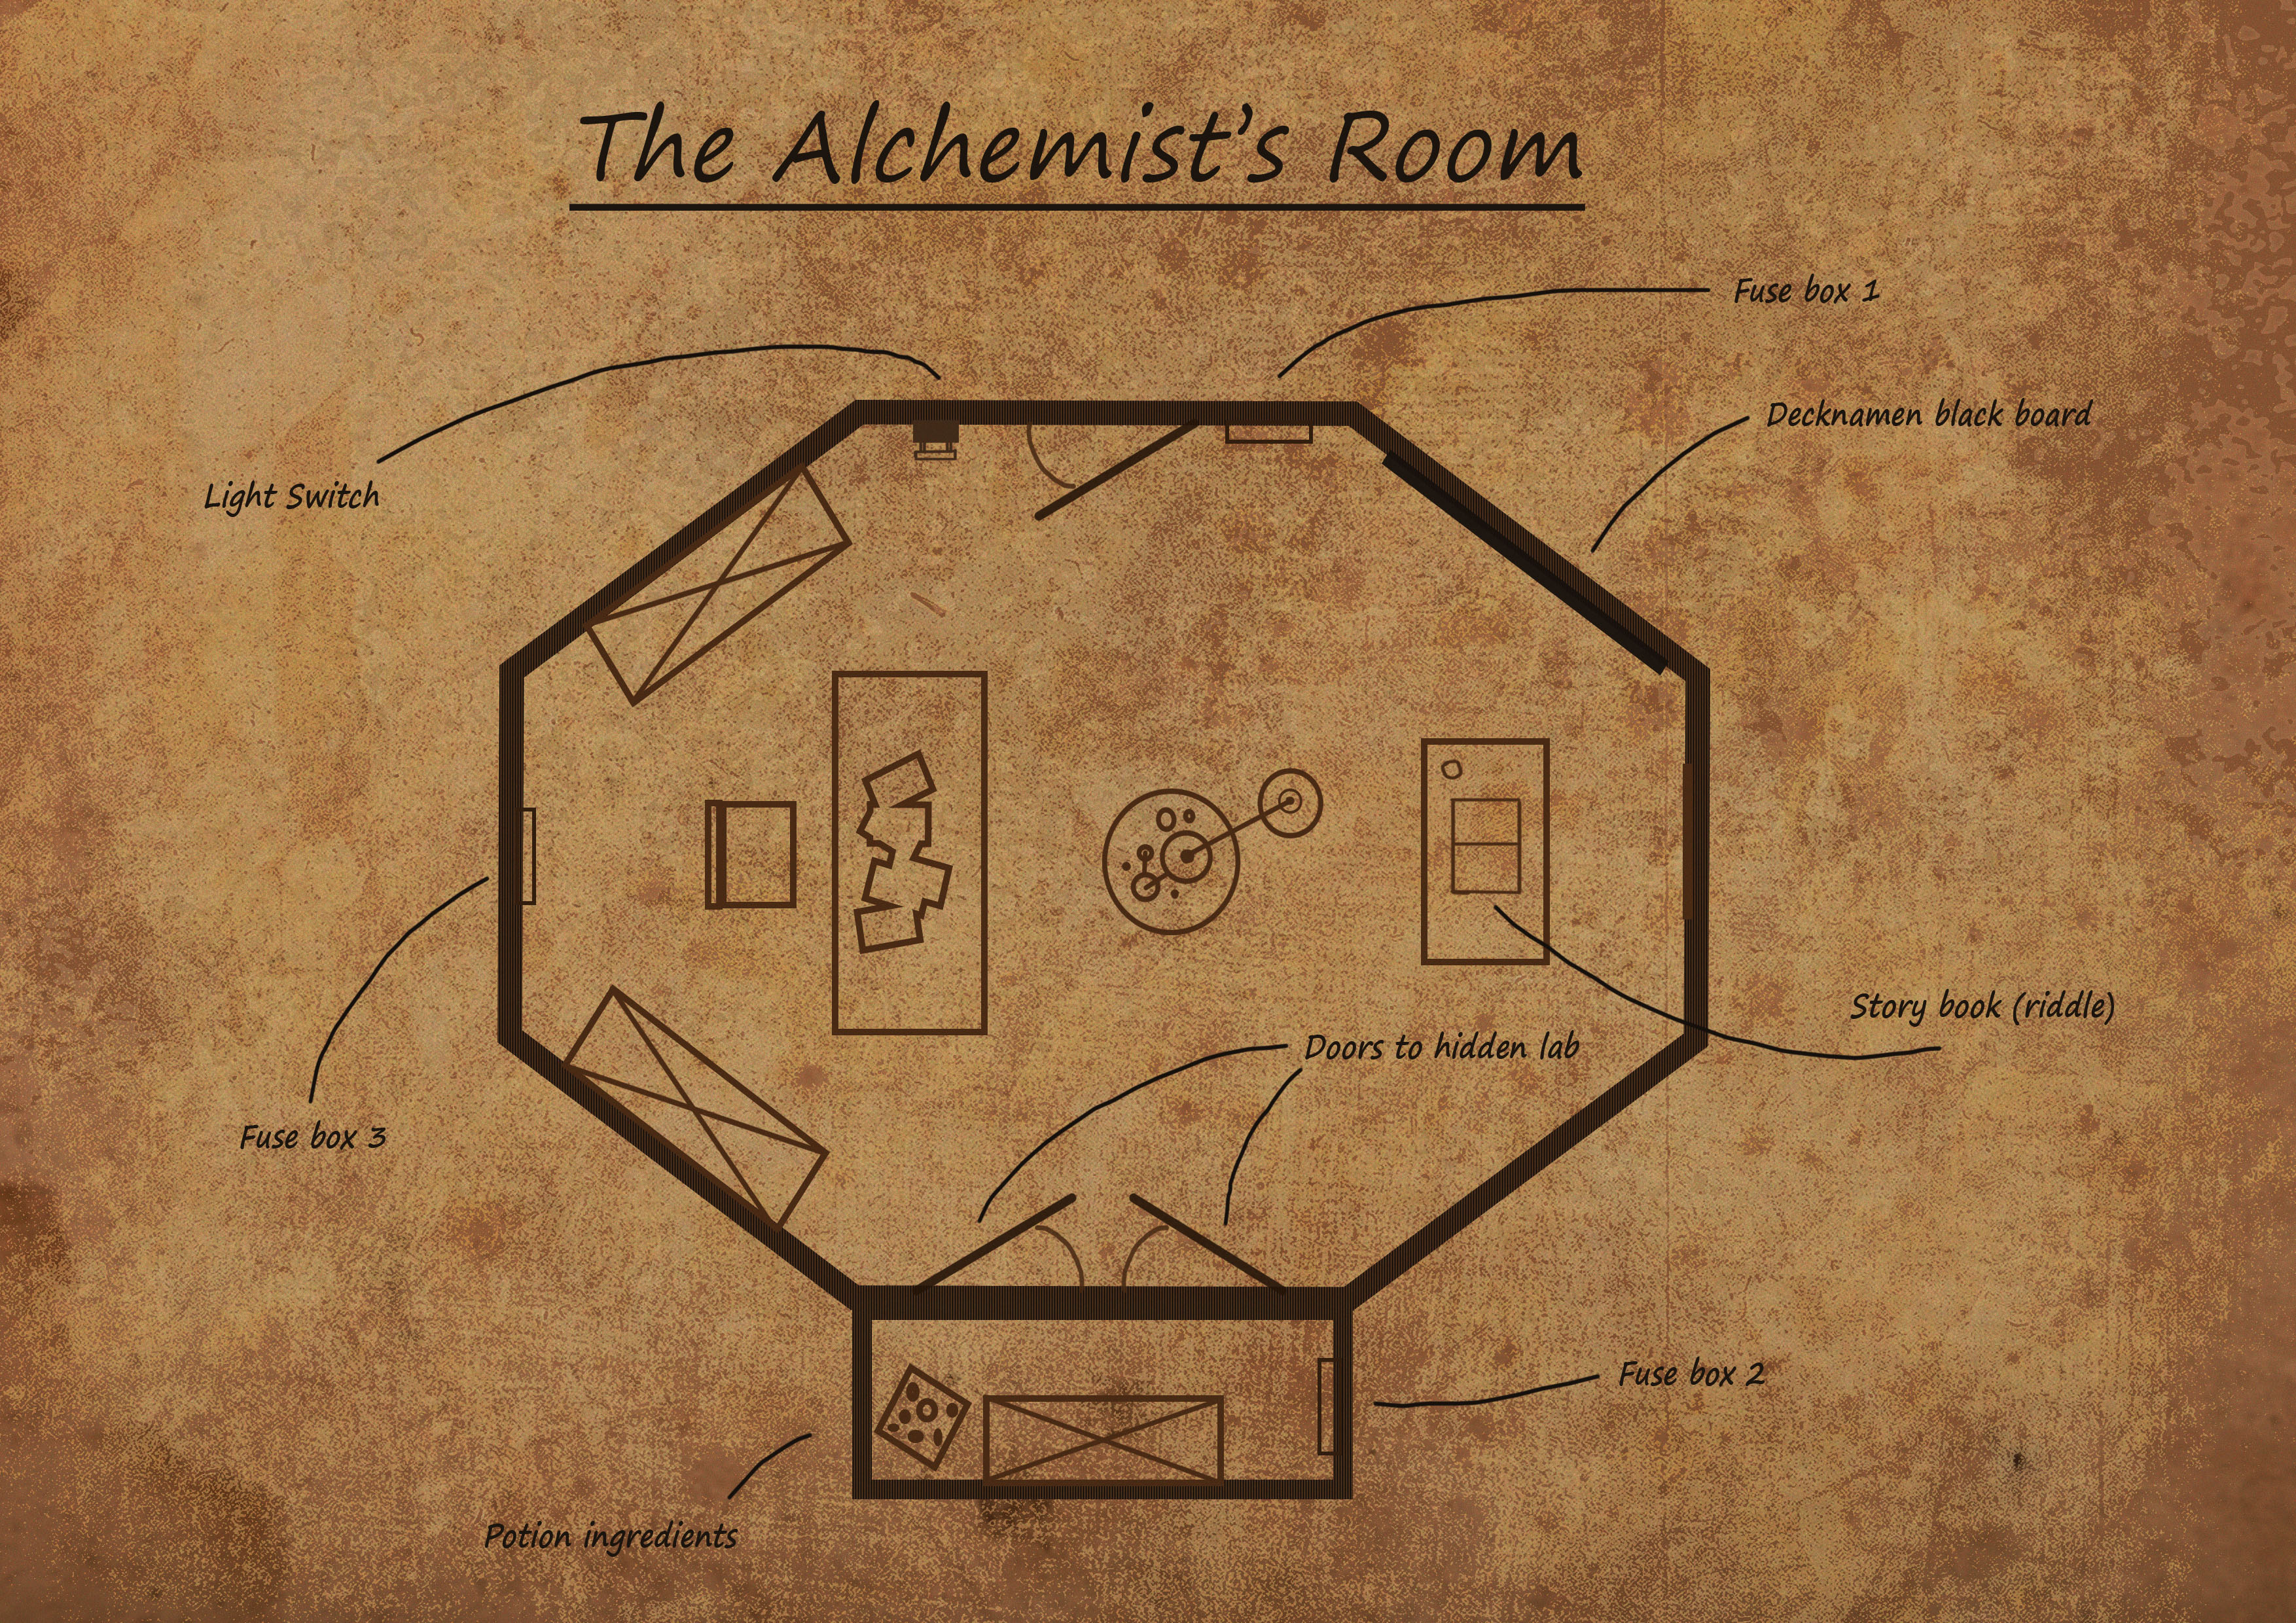 The Alchemist’s Room
Fuse box 1
Decknamen black board
Light Switch
Story book (riddle)
Doors to hidden lab
Fuse box 3
Fuse box 2
Potion ingredients